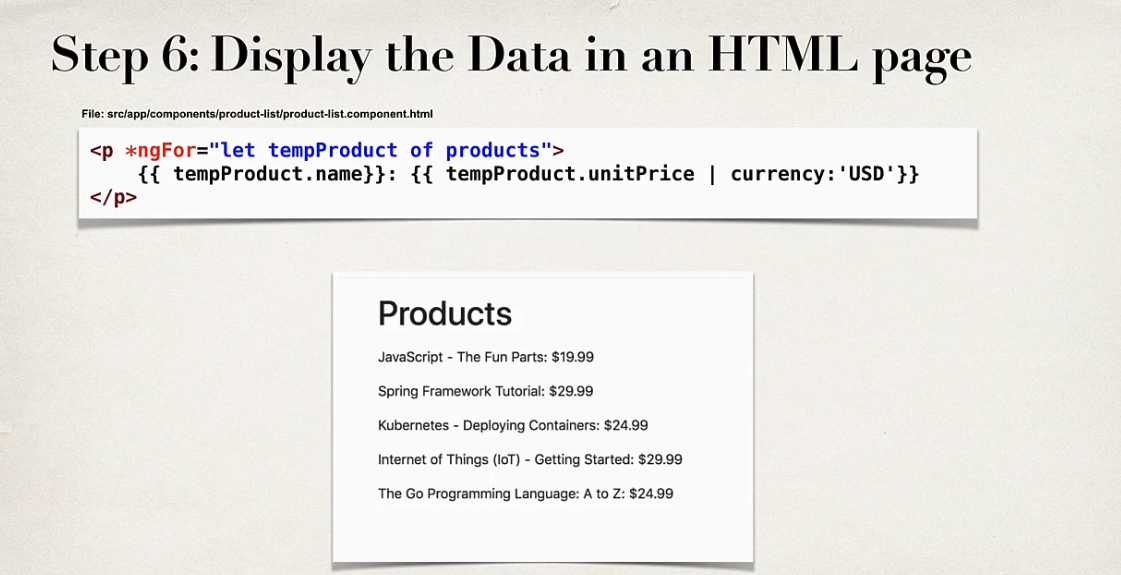 Step 6: Display the Data in an HTML page
File: src/app/components/product-list/product-list.component.html
<p *ngFor="let tempProduct of products">
{{ tempProduct.name}}: {{ tempProduct.unitPrice | currency:'USD'}}
</p>
Products
JavaScript - The Fun Parts: $19.99
Spring Framework Tutorial: $29.99
Kubernetes - Deploying Containers: $24.99
Internet of Things (IoT) - Getting Started: $29.99
The Go Programming Language: A to Z: $24.99